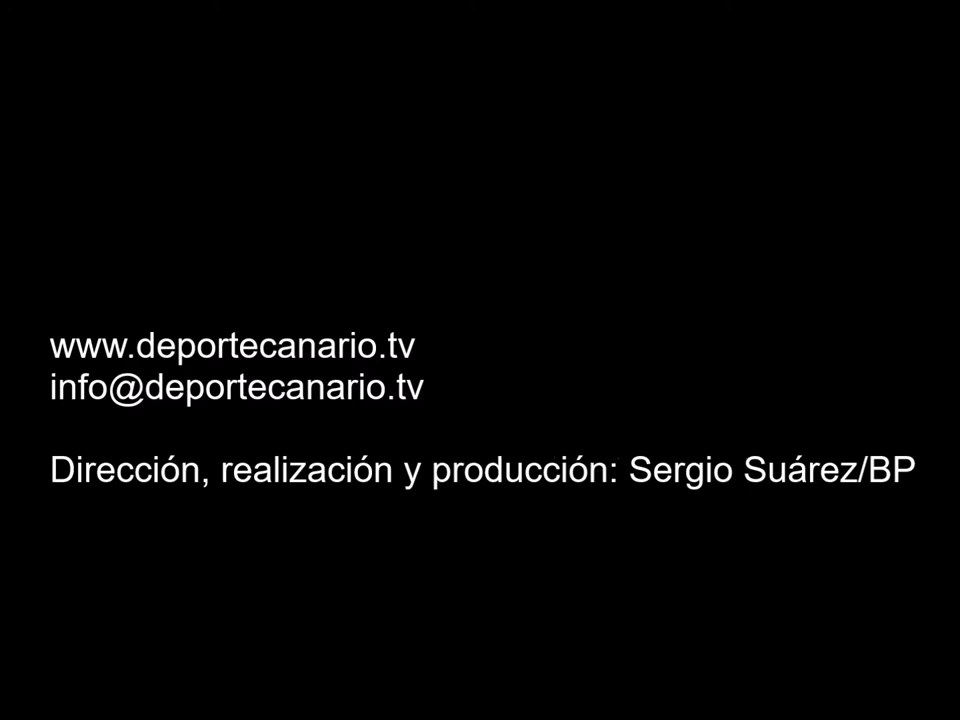 www.deportecanario.tv
info@deportecanario.tv
Dirección, realización y producción: Sergio Suárez/BP